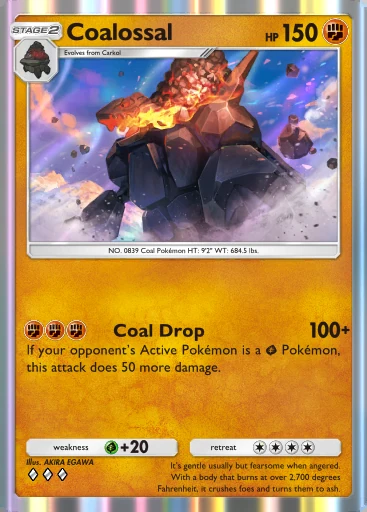 STAGE 2 Coalossal HP 150
Evolves from Carkol
NO. 0839 Coal Pokémon HT: 9'2" WT: 684.5 lbs.
Coal Drop 100+
If your opponent's Active Pokémon is a Pokémon,
this attack does 50 more damage.
weakness +20 retreat
Illus. AKIRA EGAWA
It's gentle usually but fearsome when angered.
With a body that burns at over 2,700 degrees
Fahrenheit, it crushes foes and turns them to ash.